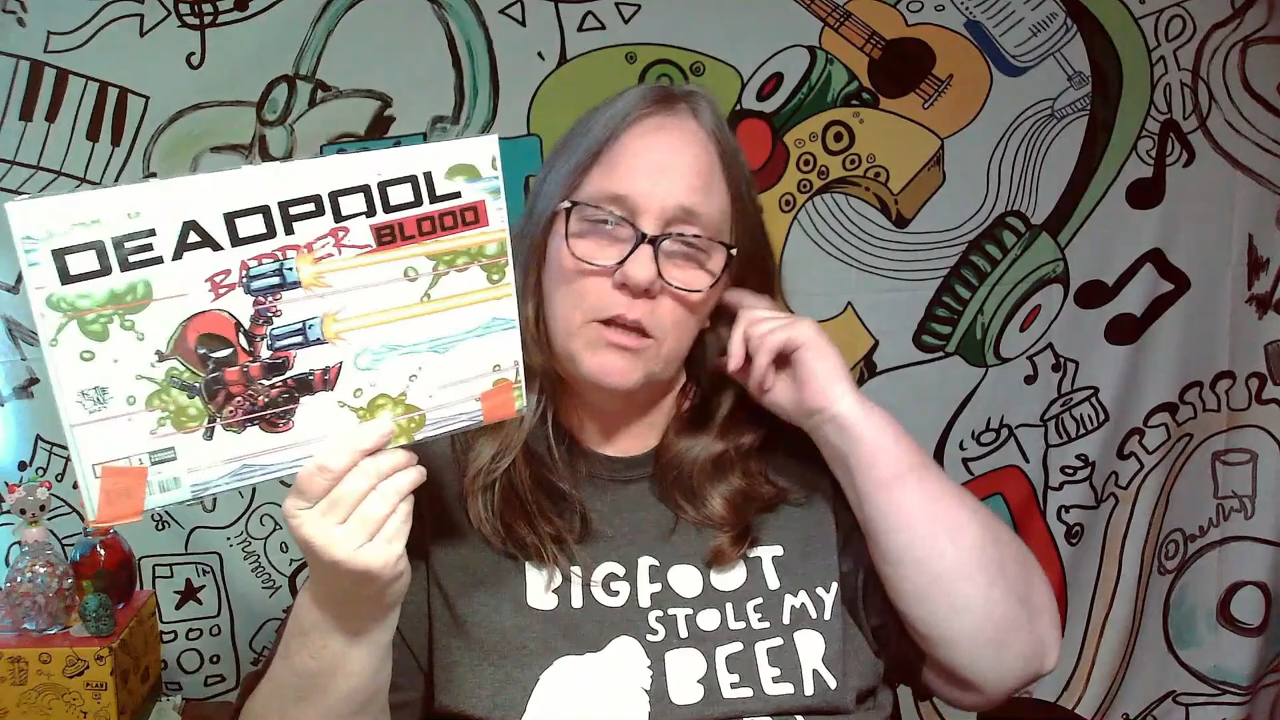 DEADPOOL
BADDER BLOOD
BIGFOOT
STOLE MY
BEER